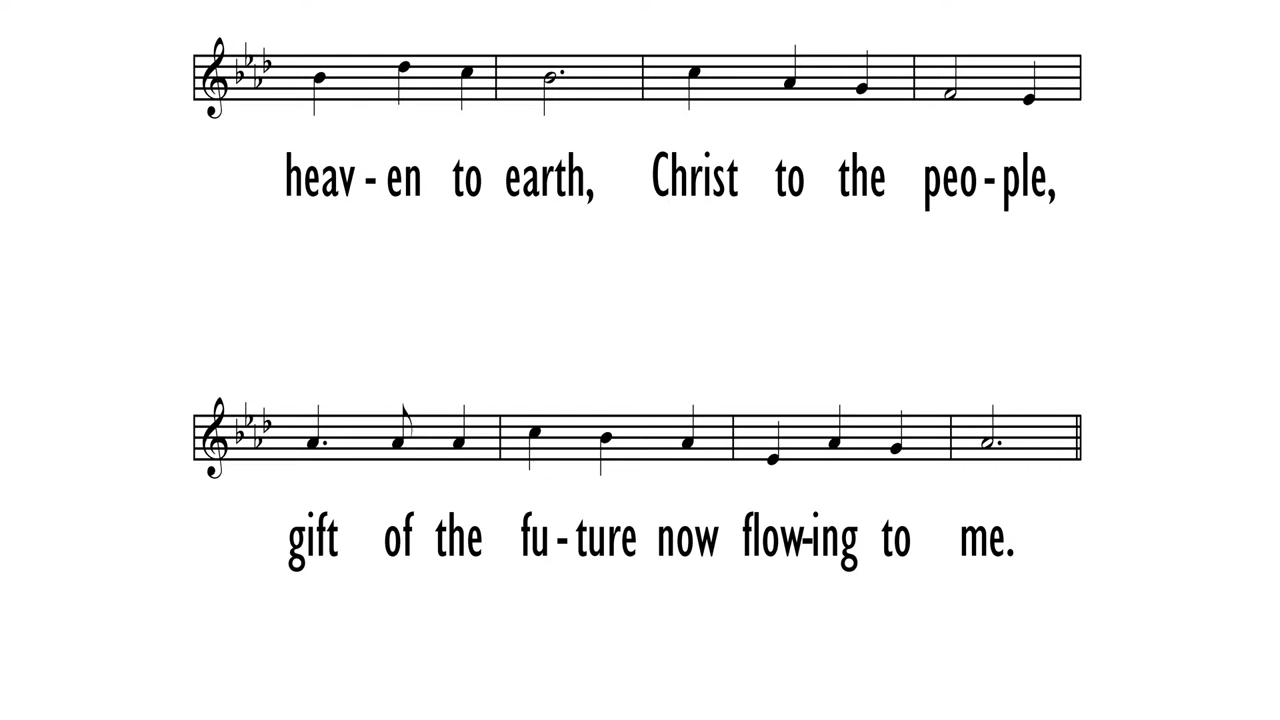 heav - en to earth, Christ to the peo - ple,
gift of the fu - ture now flow-ing to me.